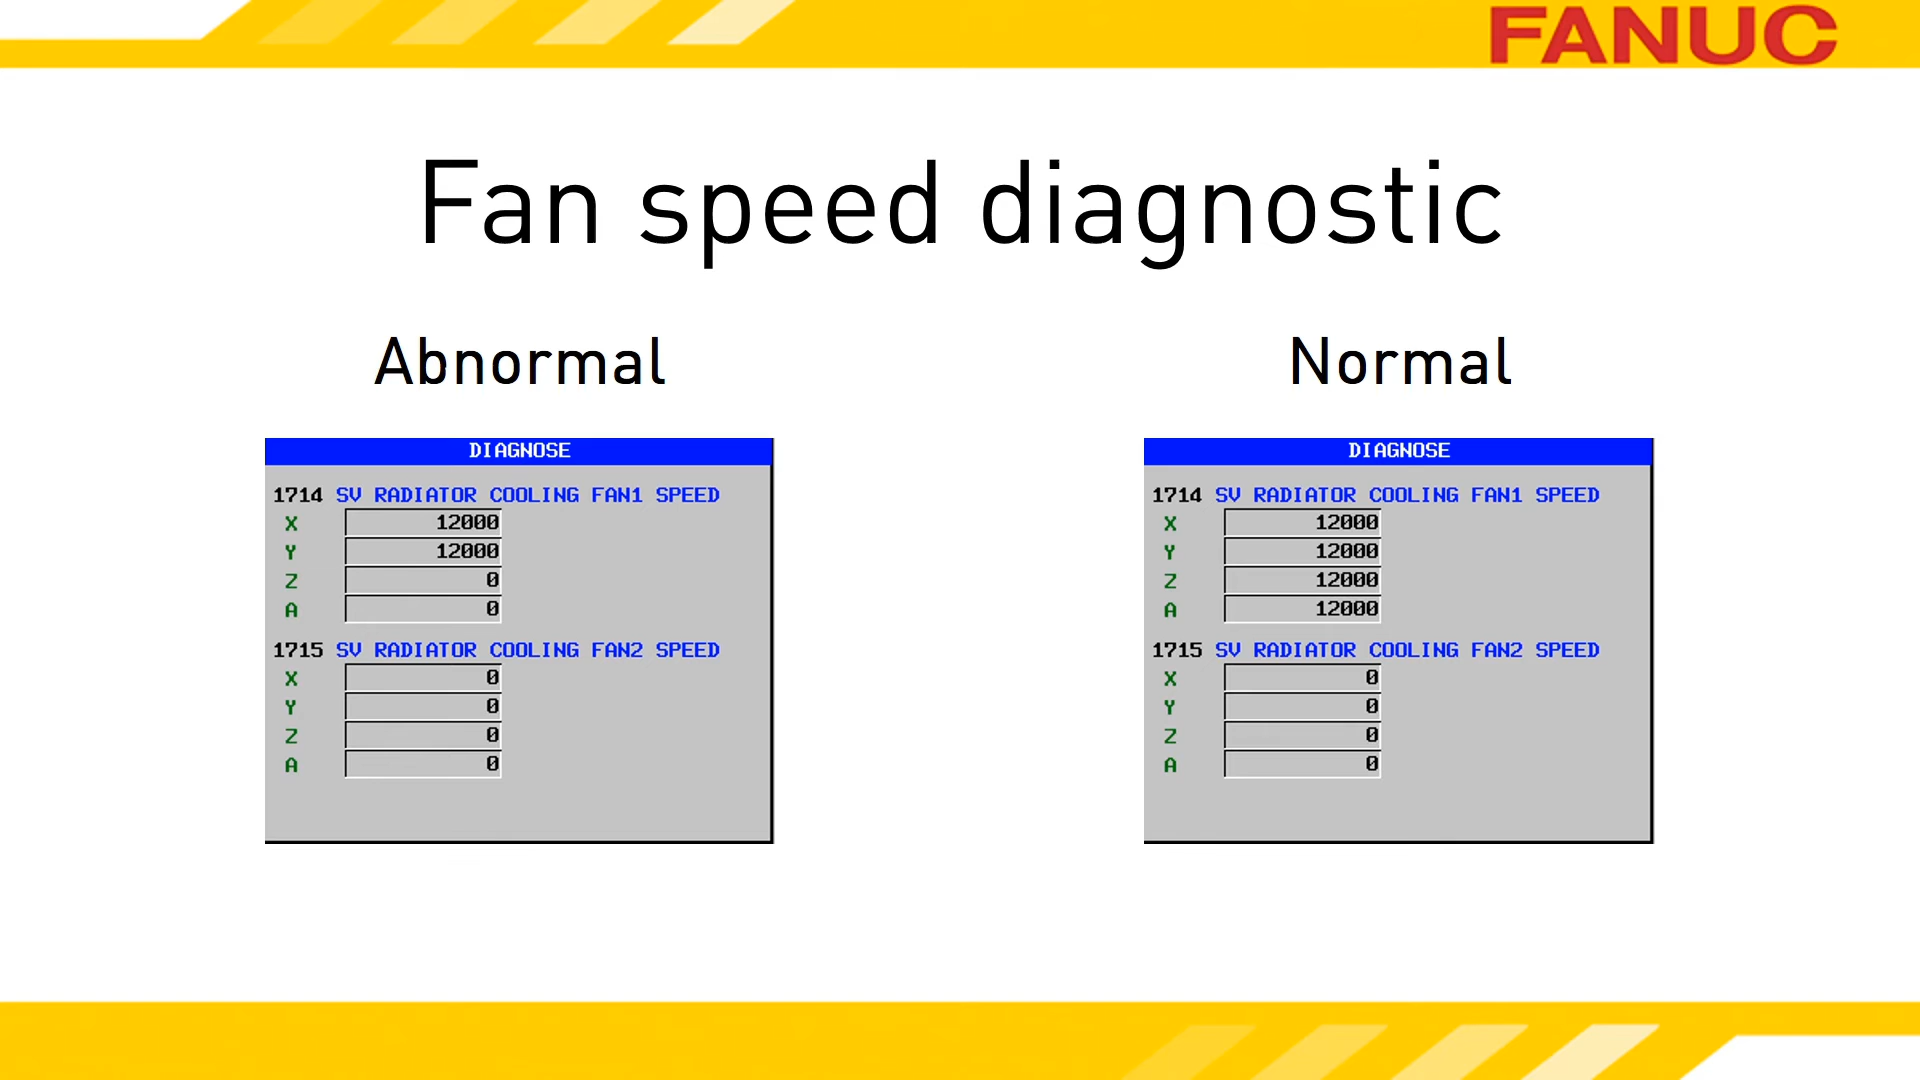 FANUC
Fan speed diagnostic
Abnormal
DIAGNOSE
1714 SV RADIATOR COOLING FAN1 SPEED
X 12000
Y 12000
Z 0
A 0
1715 SV RADIATOR COOLING FAN2 SPEED
X 0
Y 0
Z 0
A 0
Normal
DIAGNOSE
1714 SV RADIATOR COOLING FAN1 SPEED
X 12000
Y 12000
Z 12000
A 12000
1715 SV RADIATOR COOLING FAN2 SPEED
X 0
Y 0
Z 0
A 0